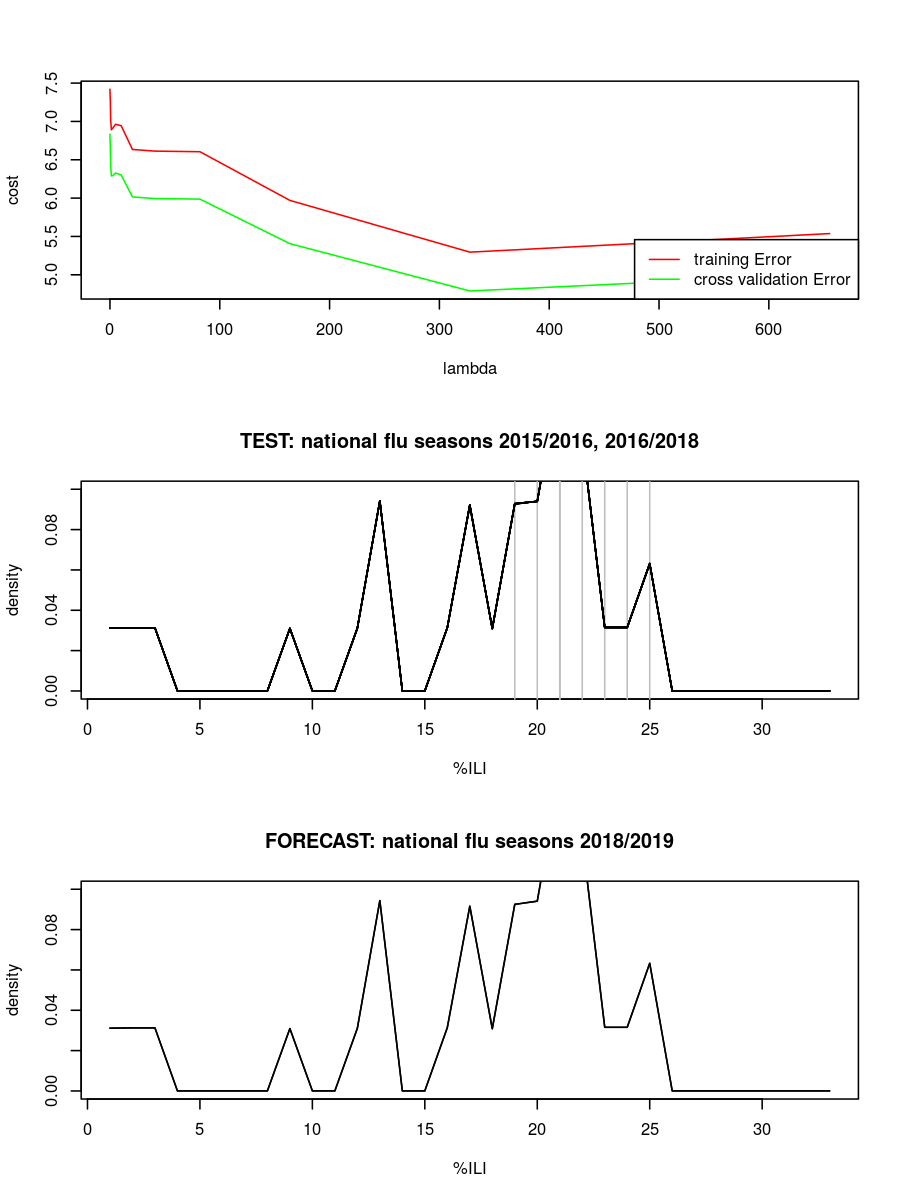 7.5
7.0
6.5
6.0
5.5
5.0
cost
training Error
cross validation Error
0 100 200 300 400 500 600
lambda
TEST: national flu seasons 2015/2016, 2016/2018
0.08
0.04
0.00
density
0 5 10 15 20 25 30
%ILI
FORECAST: national flu seasons 2018/2019
0.08
0.04
0.00
density
0 5 10 15 20 25 30
%ILI